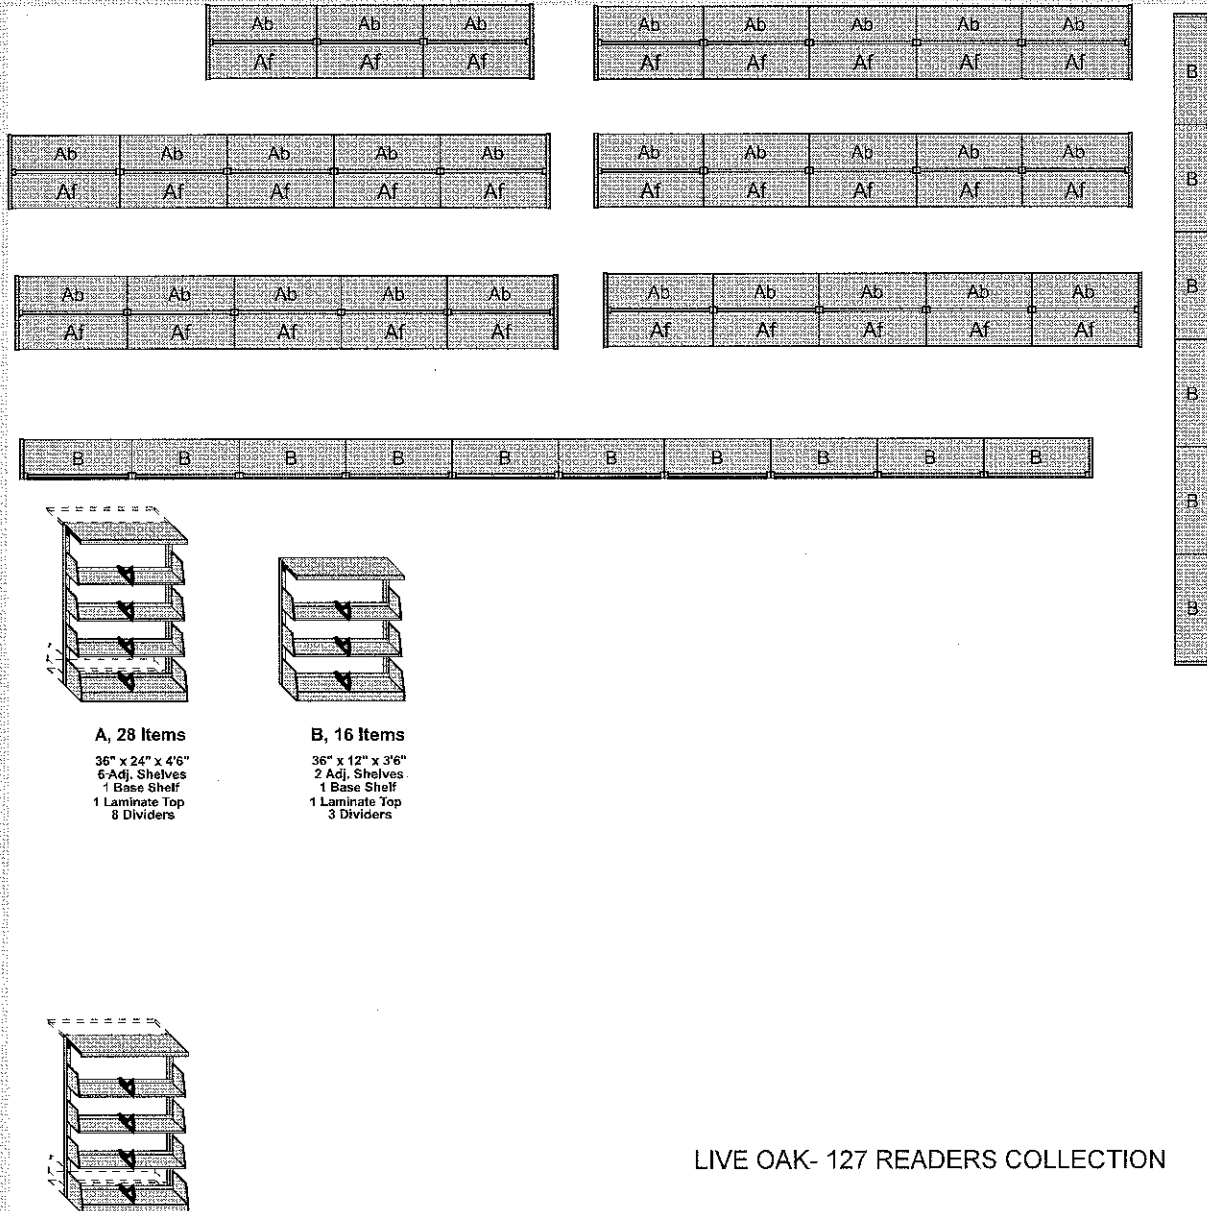 Ab Ab Ab Ab Ab Ab Ab Ab
Af Af Af Af Af Af Af Af
Ab Ab Ab Ab Ab Ab Ab Ab Ab Ab
Af Af Af Af Af Af Af Af Af Af
Ab Ab Ab Ab Ab Ab Ab Ab Ab Ab
Af Af Af Af Af Af Af Af Af Af
B B B B B B B B B B
B
B
B
B
B
B
A, 28 Items
36" x 24" x 4'6"
6 Adj. Shelves
1 Base Shelf
1 Laminate Top
8 Dividers
B, 16 Items
36" x 12" x 3'6"
2 Adj. Shelves
1 Base Shelf
1 Laminate Top
3 Dividers
LIVE OAK- 127 READERS COLLECTION